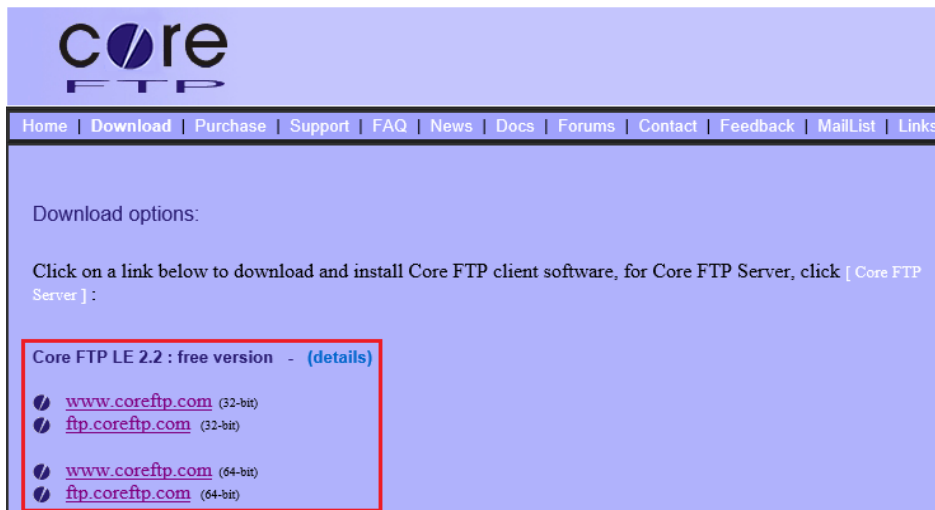 core
FTP
Home | Download | Purchase | Support | FAQ | News | Docs | Forums | Contact | Feedback | MailList | Links
Download options:
Click on a link below to download and install Core FTP client software, for Core FTP Server, click [ Core FTP
Server ] :
Core FTP LE 2.2 : free version - (details)
www.coreftp.com (32-bit)
ftp.coreftp.com (32-bit)
www.coreftp.com (64-bit)
ftp.coreftp.com (64-bit)